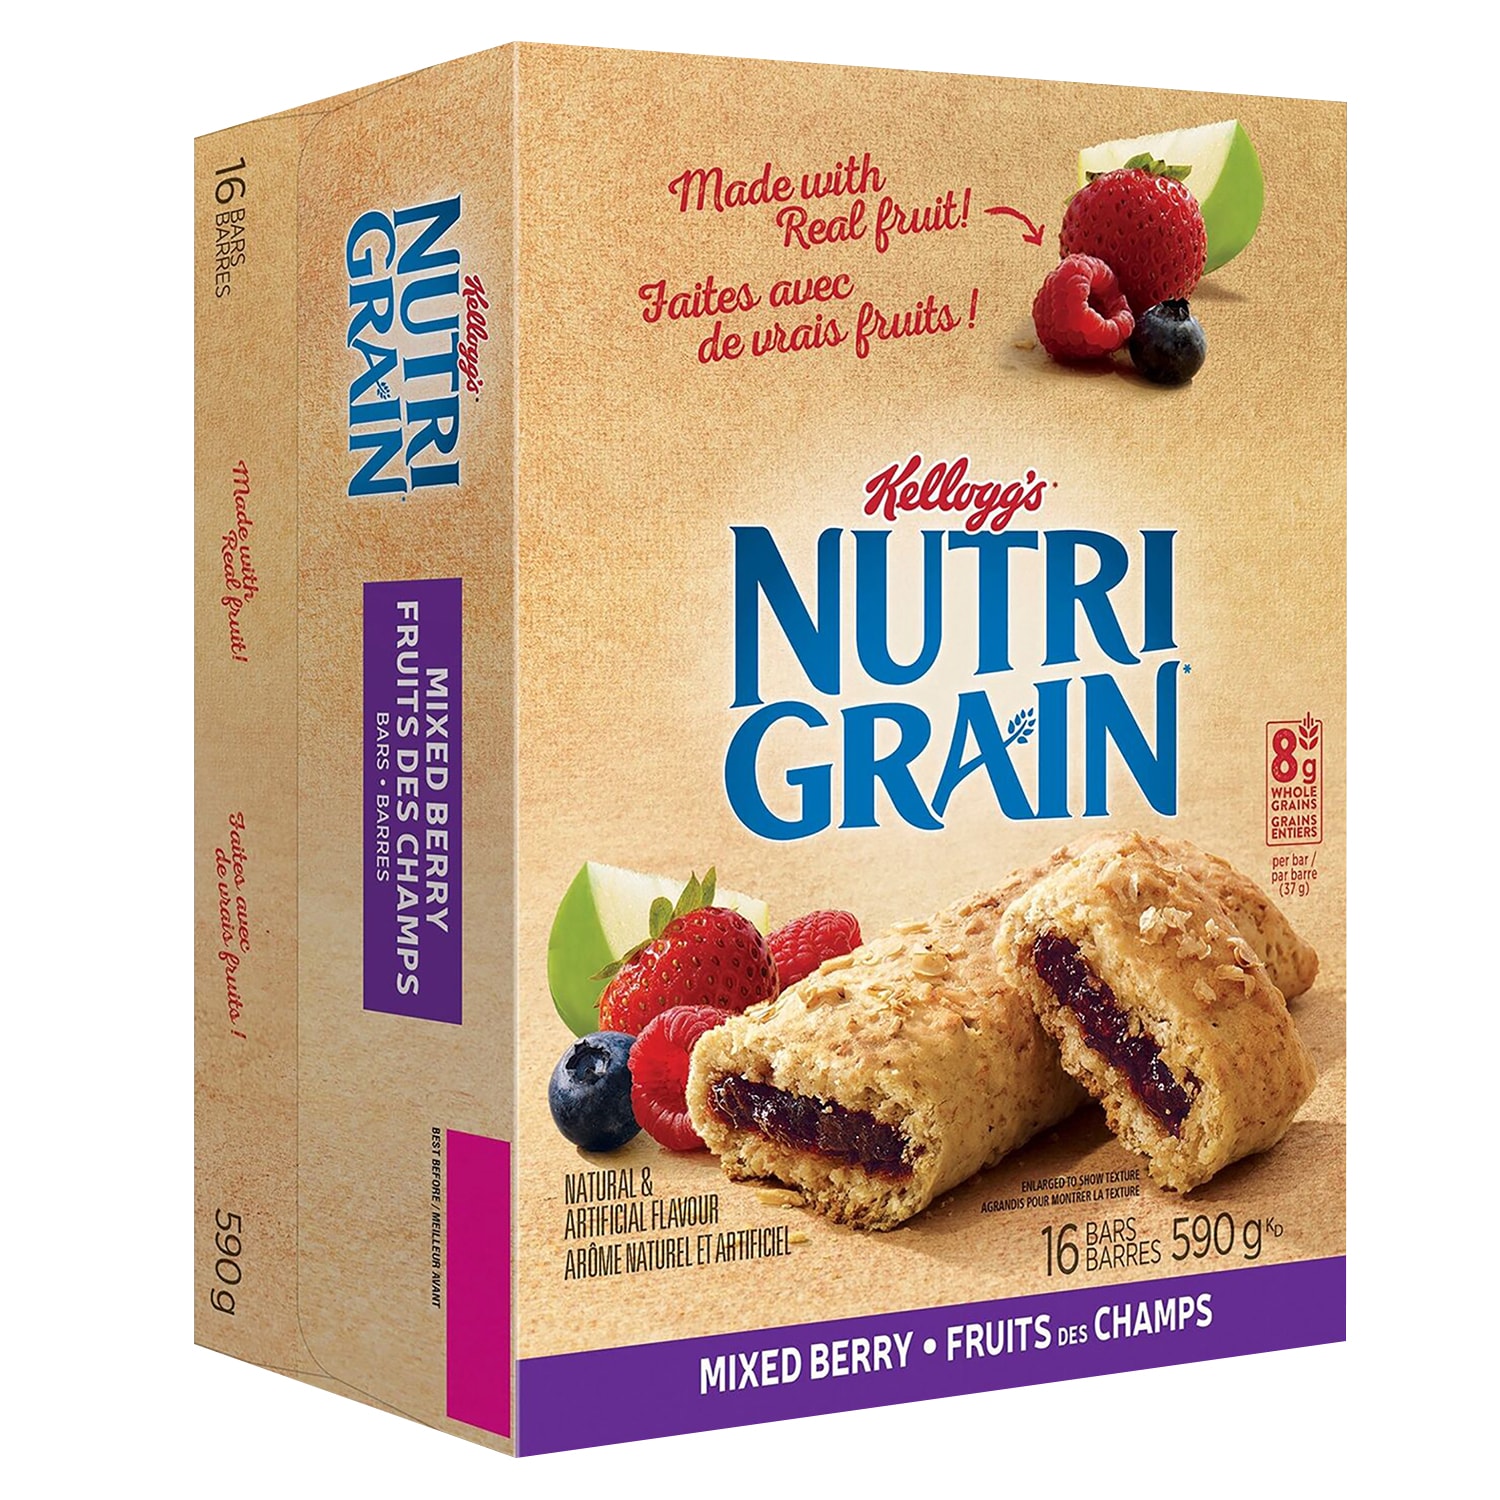 16 BARS
BARRES
Made with
Real fruit!
Faites avec
de vrais fruits !
590 g
Kellogg's
NUTRI
GRAIN
MIXED BERRY
FRUITS DES CHAMPS
BARS • BARRES
BEST BEFORE / MEILLEUR AVANT
Made with
Real fruit!
Faites avec
de vrais fruits !
Kellogg's
NUTRI
GRAIN*
8g
WHOLE
GRAINS
GRAINS
ENTIERS
per bar /
par barre
(37 g)
NATURAL &
ARTIFICIAL FLAVOUR
ARÔME NATUREL ET ARTIFICIEL
ENLARGED TO SHOW TEXTURE
AGRANDIS POUR MONTRER LA TEXTURE
16 BARS
BARRES 590 g KD
MIXED BERRY • FRUITS DES CHAMPS